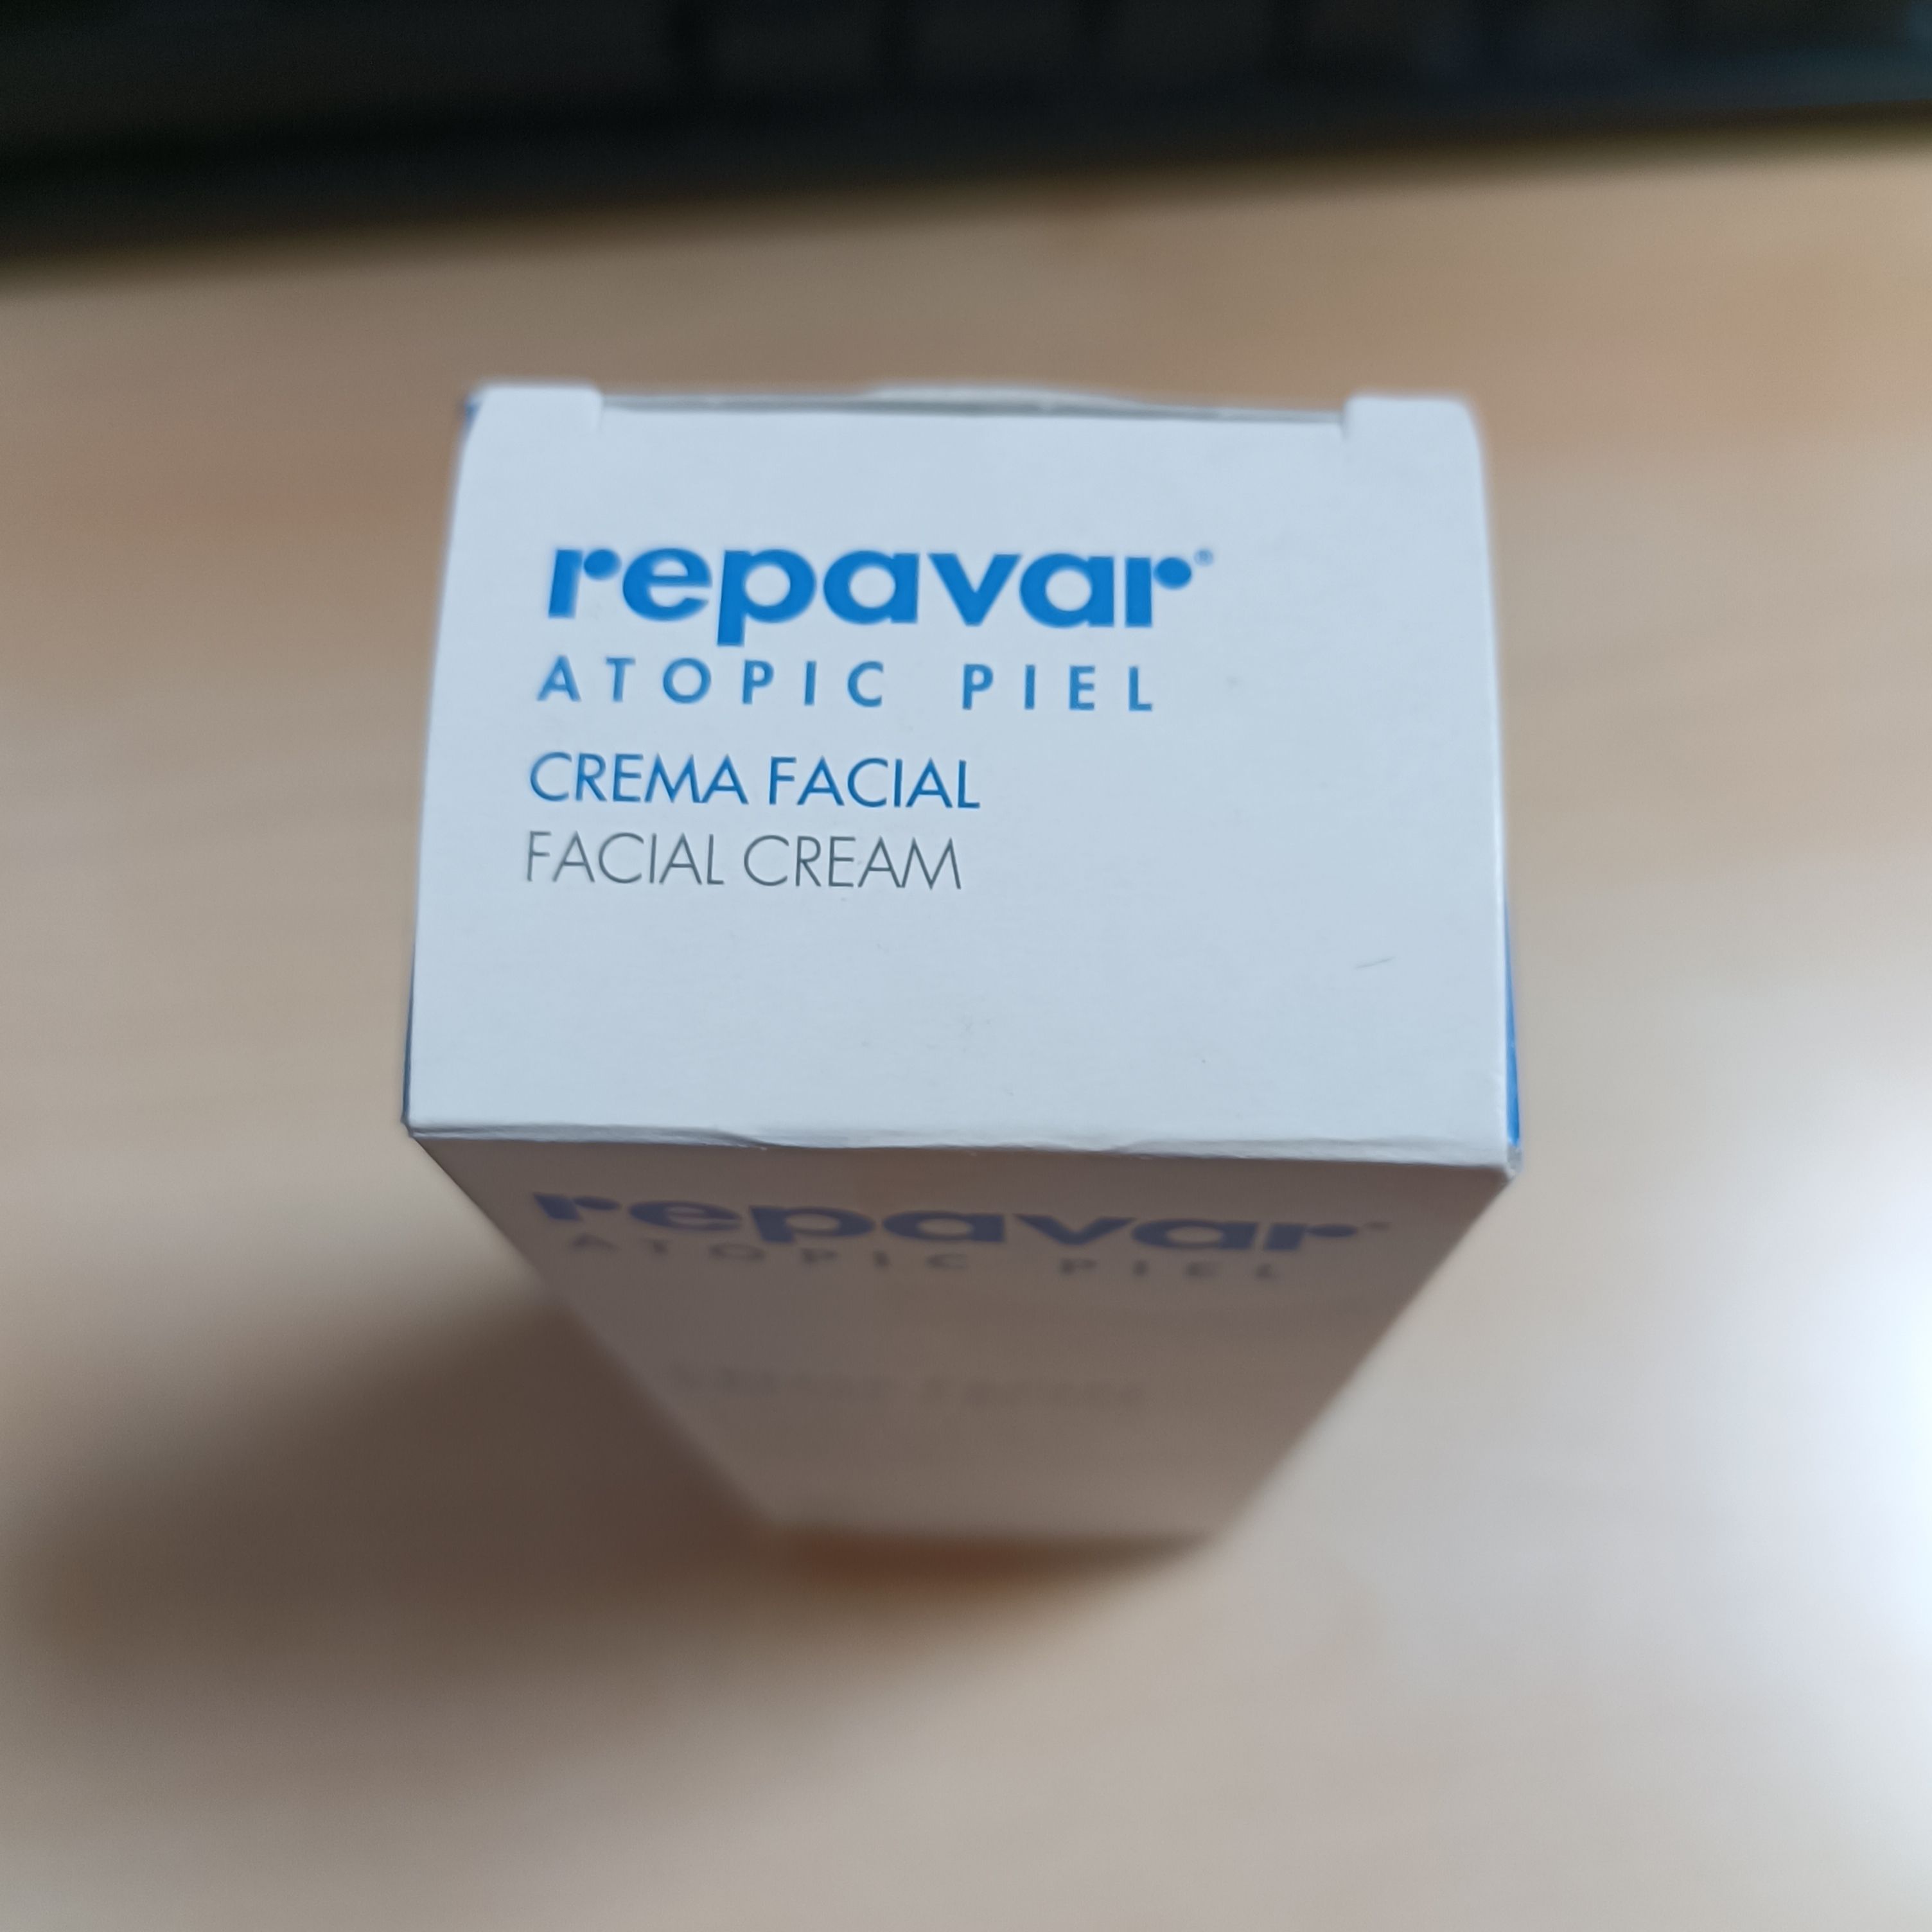 repavar®
ATOPIC PIEL
CREMA FACIAL
FACIAL CREAM
repavar®
ATOPIC PIEL